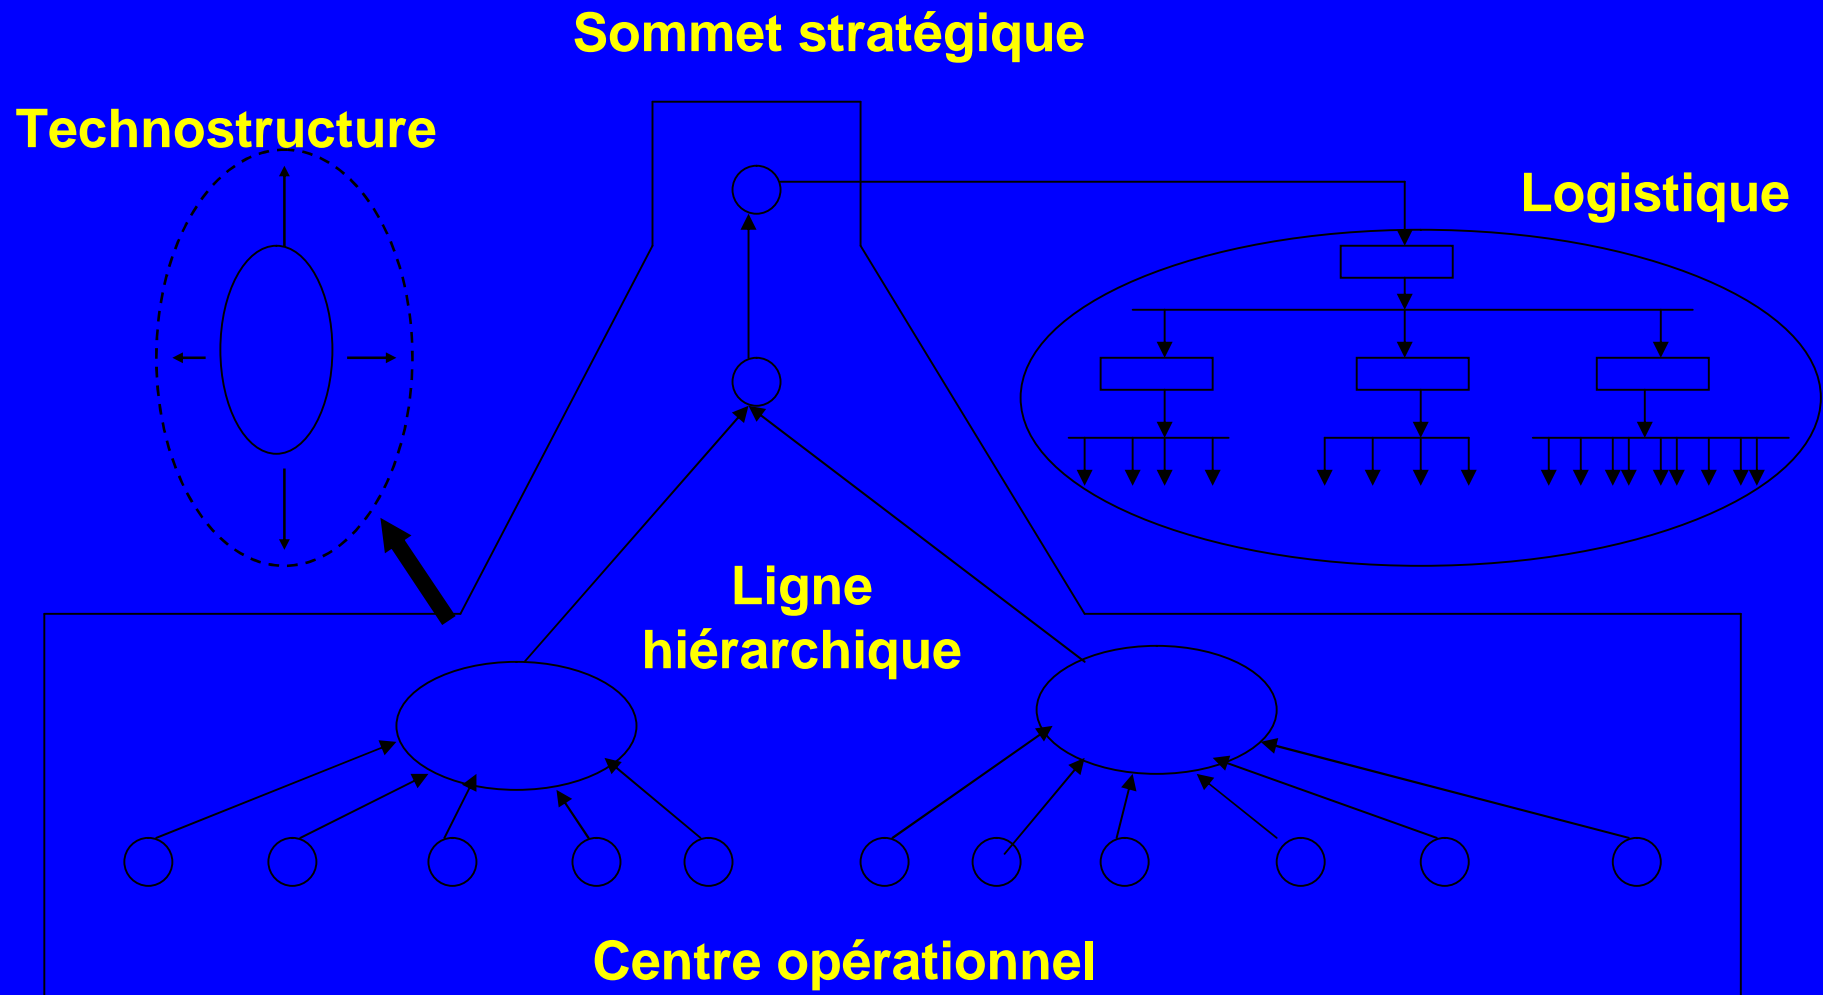 Sommet stratégique
Technostructure
Logistique
Ligne
hiérarchique
Centre opérationnel